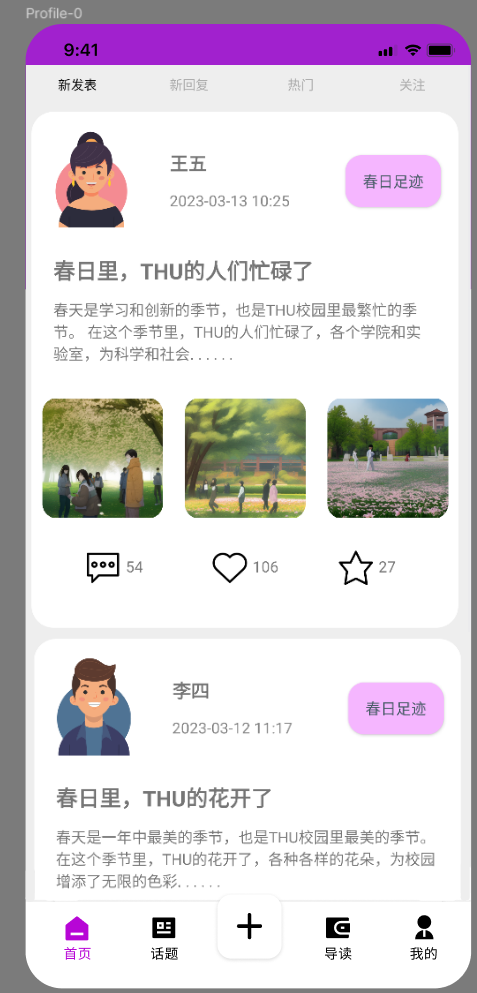 Profile-0
9:41
新发表 新回复 热门 关注
王五
春日足迹
2023-03-13 10:25
春日里，THU的人们忙碌了
春天是学习和创新的季节，也是THU校园里最繁忙的季
节。 在这个季节里，THU的人们忙碌了，各个学院和实
验室，为科学和社会......
54 106 27
李四
春日足迹
2023-03-12 11:17
春日里，THU的花开了
春天是一年中最美的季节，也是THU校园里最美的季节。
在这个季节里，THU的花开了，各种各样的花朵，为校园
增添了无限的色彩......
首页 话题 导读 我的